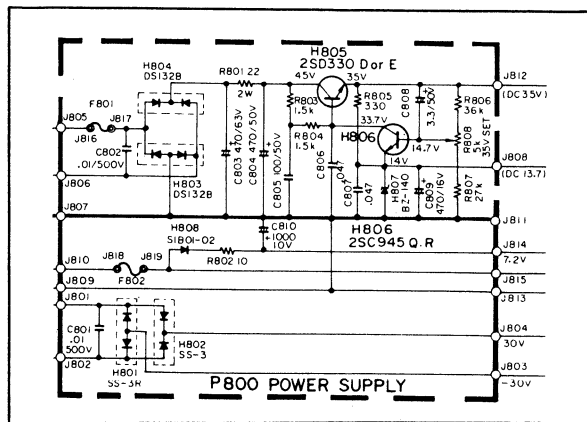 H805
2SD330 D or E
H804
DS132B
R801 22
2W
45V
35V
J812
(DC 35V)
R803
1.5k
R805
330
C808
3.3/50V
R806
36k
F801
J805
J817
J816
R804
1.5k
33.7V
H806
14.7V
R808
5k
35V SET
C802
.01/500V
C803 470/63V
C804 470/50V
C805 100/50V
C806
.047
14V
J808
(DC 13.7)
J806
H803
DS132B
C807
.047
H807
BZ-140
C809
470/16V
R807
27k
J807
J811
H808
S1B01-02
C810
1000
10V
H806
2SC945 Q.R
J814
7.2V
J810
J818
J819
R802 10
J809
F802
J815
J801
J813
C801
.01
500V
J804
30V
J802
H802
SS-3
H801
SS-3R
P800 POWER SUPPLY
J803
-30V